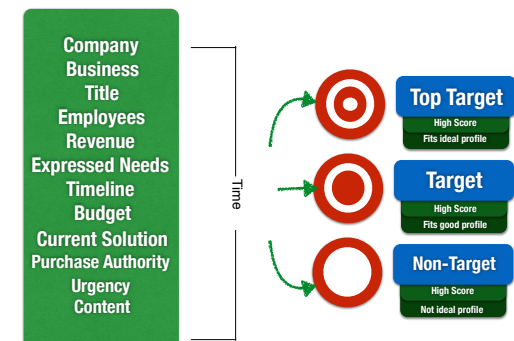 Company
Business
Title
Employees
Revenue
Expressed Needs
Timeline
Budget
Current Solution
Purchase Authority
Urgency
Content
Time
Top Target
High Score
Fits ideal profile
Target
High Score
Fits good profile
Non-Target
High Score
Not ideal profile